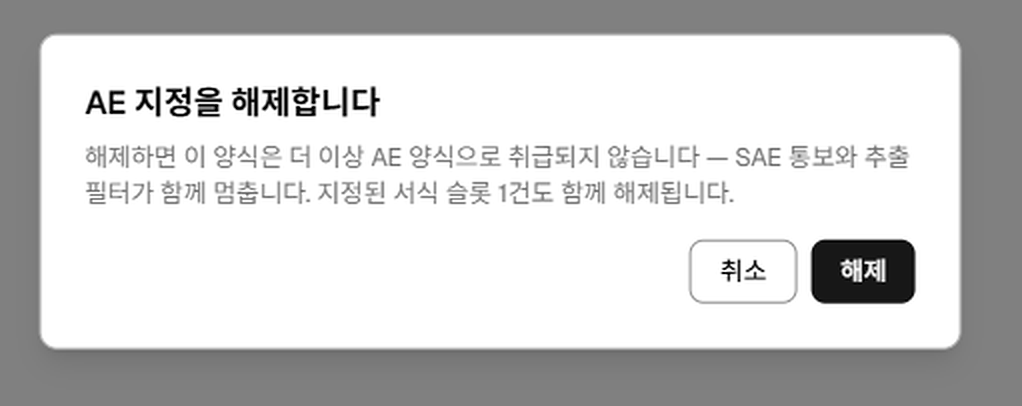 AE 지정을 해제합니다
해제하면 이 양식은 더 이상 AE 양식으로 취급되지 않습니다 — SAE 통보와 추출
필터가 함께 멈춥니다. 지정된 서식 슬롯 1건도 함께 해제됩니다.
취소
해제